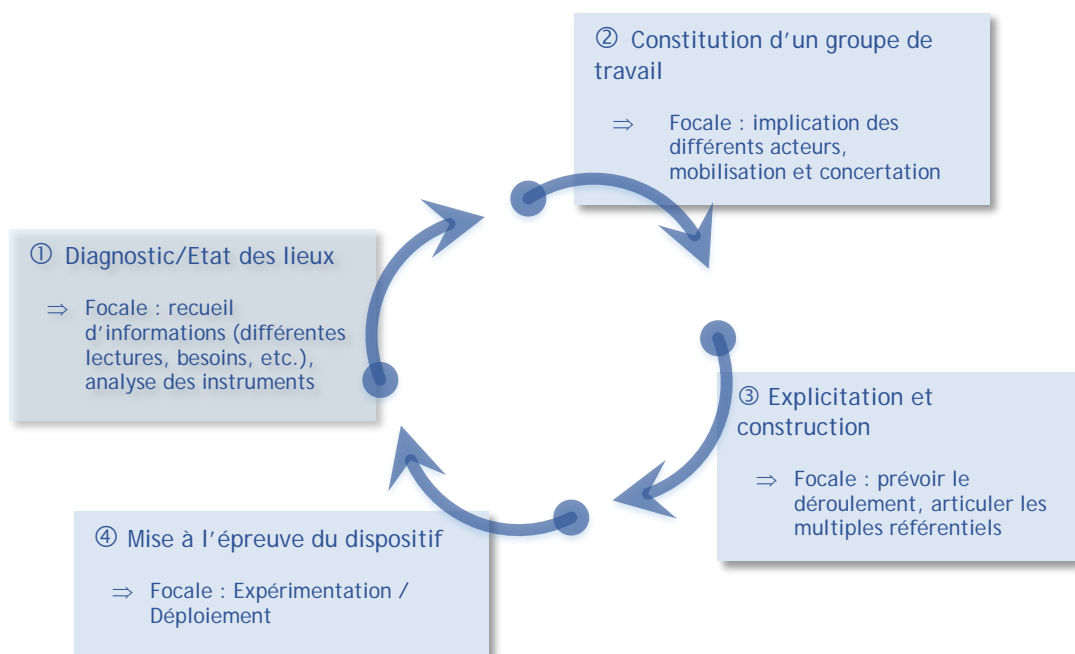 ① Diagnostic/Etat des lieux
⇒ Focale : recueil
d’informations (différentes
lectures, besoins, etc.),
analyse des instruments
② Constitution d’un groupe de
travail
⇒ Focale : implication des
différents acteurs,
mobilisation et concertation
③ Explicitation et
construction
⇒ Focale : prévoir le
déroulement, articuler les
multiples référentiels
④ Mise à l’épreuve du dispositif
⇒ Focale : Expérimentation /
Déploiement